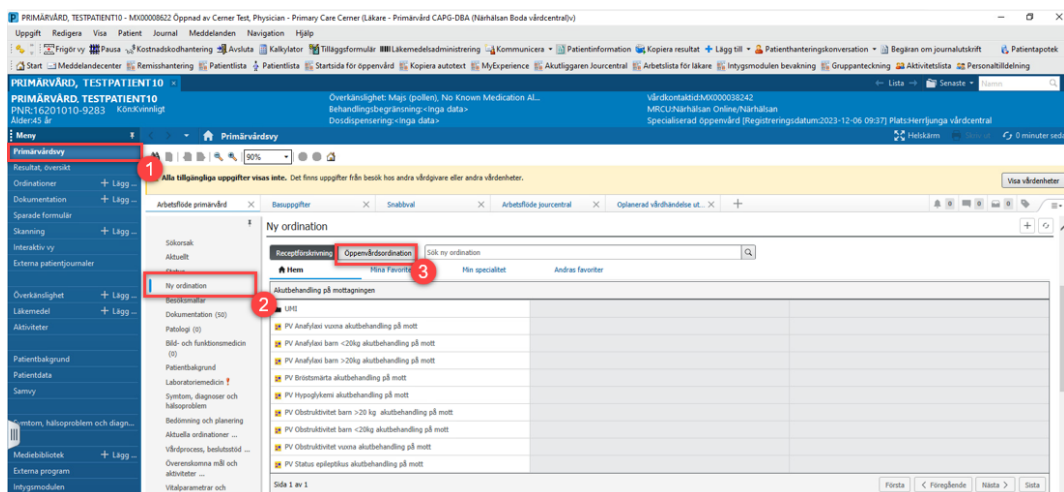 PRIMÄRVÅRD, TESTPATIENT10 - MX00008622 Öppnad av Cerner Test, Physician - Primary Care Cerner (Läkare - Primärvård CAPG-DBA (Närhälsan Boda vårdcentral)v)
Uppgift Redigera Visa Patient Journal Meddelanden Navigation Hjälp
Frigör vy Pausa Kostnadskodhantering Avsluta Kalkylator Tilläggsformulär Läkemedelsadministrering Kommunicera Patientinformation Kopiera resultat Lägg till Patienthanteringskonversation Begäran om journalutskrift Patientapotek
Start Meddelandecenter Remisshantering Patientlista Patientlista Startsida för öppenvård Kopiera autotext MyExperience Akutliggaren Jourcentral Arbetslista för läkare Intygsmodulen bevakning Gruppanteckning Aktivitetslista Personaltilldelning
PRIMÄRVÅRD, TESTPATIENT10 × Lista Senaste Namn
PRIMÄRVÅRD, TESTPATIENT10 Överkänslighet: Majs (pollen), No Known Medication Al... Vårdkontaktid:MX000038242
PNR:16201010-9283 Kön:Kvinnligt Behandlingsbegränsning:<Inga data> MRCU:Närhälsan Online/Närhälsan
Ålder:45 år Dosdispensering:<Inga data> Specialiserad öppenvård [Registreringsdatum:2023-12-06 09:37] Plats:Herrljunga vårdcentral
Meny Primärvårdsvy Helskärm Skriv ut 0 minuter seda
Primärvårdsvy
1
90%
Resultat, översikt
Alla tillgängliga uppgifter visas inte. Det finns uppgifter från besök hos andra vårdgivare eller andra vårdenheter. Visa vårdenheter
Ordinationer + Lägg ...
Dokumentation + Lägg ...
Arbetsflöde primärvård × Basuppgifter × Snabbval × Arbetsflöde jourcentral × Oplanerad vårdhändelse ut... × + 0 0 0
Sparade formulär
Skanning + Lägg ...
Interaktiv vy
Externa patientjournaler
Överkänslighet + Lägg ...
Läkemedel + Lägg ...
Aktiviteter
Patientbakgrund
Patientdata
Samvy
Symtom, hälsoproblem och diagn...
Mediebibliotek + Lägg ...
Externa program
Intygsmodulen
Sökorsak
Aktuellt
Status
Ny ordination
2
Besöksmallar
Dokumentation (50)
Patologi (0)
Bild- och funktionsmedicin
(0)
Patientbakgrund
Laboratoriemedicin !
Symtom, diagnoser och
hälsoproblem
Bedömning och planering
Aktuella ordinationer ...
Vårdprocess, beslutsstöd ...
Överenskomna mål och
aktiviteter ...
Vitalparametrar och
Ny ordination
Receptförskrivning Öppenvårdsordination Sök ny ordination
3
Hem Mina Favoriter Min specialitet Andras favoriter
Akutbehandling på mottagningen
UMI
PV Anafylaxi vuxna akutbehandling på mott
PV Anafylaxi barn <20kg akutbehandling på mott
PV Anafylaxi barn >20kg akutbehandling på mott
PV Bröstsmärta akutbehandling på mott
PV Hypoglykemi akutbehandling på mott
PV Obstruktivitet barn >20 kg akutbehandling på mott
PV Obstruktivitet barn <20kg akutbehandling på mott
PV Obstruktivitet vuxna akutbehandling på mott
PV Status epileptikus akutbehandling på mott
Sida 1 av 1 Första < Föregående Nästa > Sista